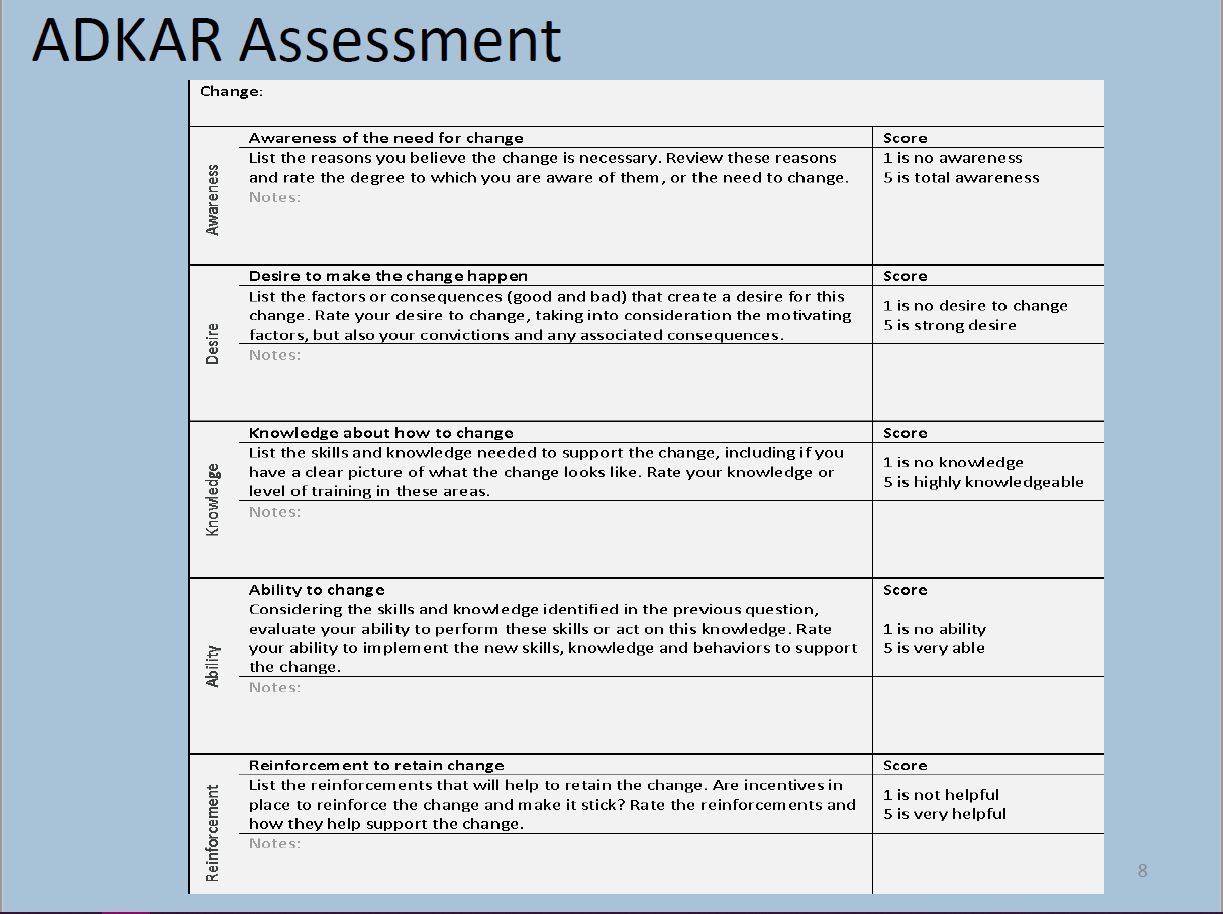 ADKAR Assessment
Change:
Awareness
Awareness of the need for change
Score
List the reasons you believe the change is necessary. Review these reasons
and rate the degree to which you are aware of them, or the need to change.
Notes:
1 is no awareness
5 is total awareness
Desire
Desire to make the change happen
Score
List the factors or consequences (good and bad) that create a desire for this
change. Rate your desire to change, taking into consideration the motivating
factors, but also your convictions and any associated consequences.
1 is no desire to change
5 is strong desire
Notes:
Knowledge
Knowledge about how to change
Score
List the skills and knowledge needed to support the change, including if you
have a clear picture of what the change looks like. Rate your knowledge or
level of training in these areas.
1 is no knowledge
5 is highly knowledgeable
Notes:
Ability
Ability to change
Score
Considering the skills and knowledge identified in the previous question,
evaluate your ability to perform these skills or act on this knowledge. Rate
your ability to implement the new skills, knowledge and behaviors to support
the change.
1 is no ability
5 is very able
Notes:
Reinforcement
Reinforcement to retain change
Score
List the reinforcements that will help to retain the change. Are incentives in
place to reinforce the change and make it stick? Rate the reinforcements and
how they help support the change.
1 is not helpful
5 is very helpful
Notes:
8